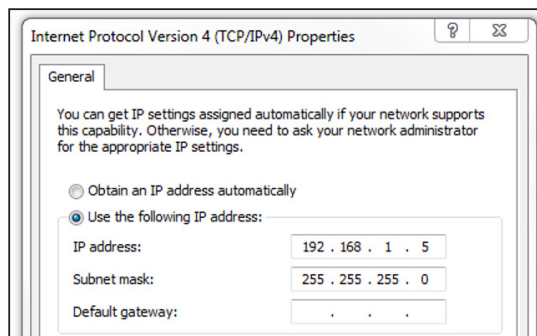 Internet Protocol Version 4 (TCP/IPv4) Properties
?
General
You can get IP settings assigned automatically if your network supports
this capability. Otherwise, you need to ask your network administrator
for the appropriate IP settings.
Obtain an IP address automatically
Use the following IP address:
IP address: 192 . 168 . 1 . 5
Subnet mask: 255 . 255 . 255 . 0
Default gateway: . . .